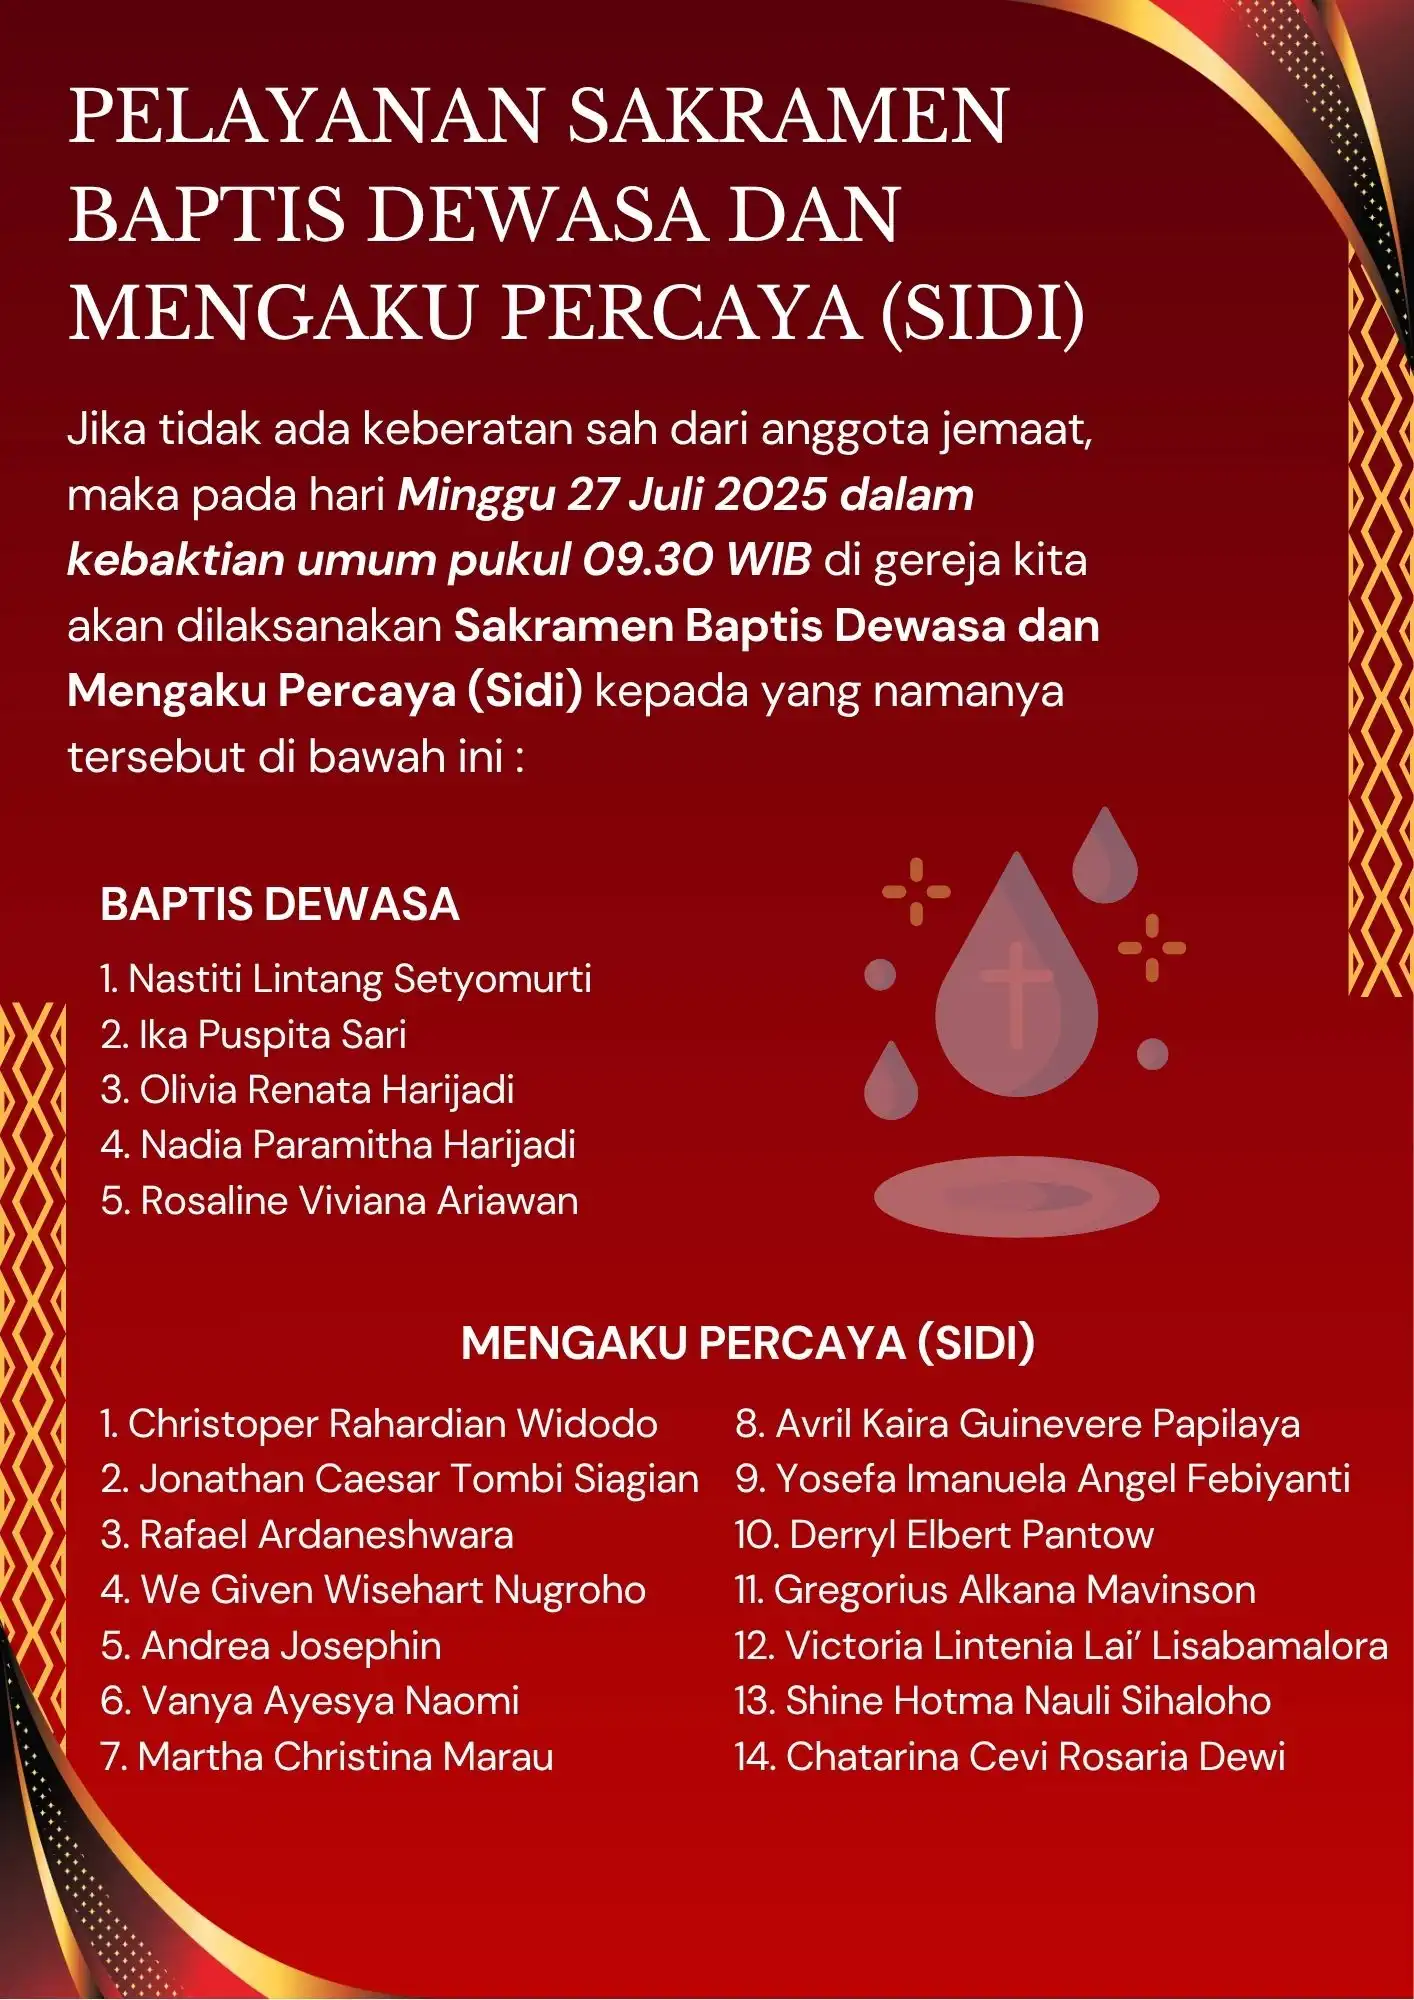 PELAYANAN SAKRAMEN
BAPTIS DEWASA DAN
MENGAKU PERCAYA (SIDI)
Jika tidak ada keberatan sah dari anggota jemaat,
maka pada hari Minggu 27 Juli 2025 dalam
kebaktian umum pukul 09.30 WIB di gereja kita
akan dilaksanakan Sakramen Baptis Dewasa dan
Mengaku Percaya (Sidi) kepada yang namanya
tersebut di bawah ini :
BAPTIS DEWASA
1. Nastiti Lintang Setyomurti
2. Ika Puspita Sari
3. Olivia Renata Harijadi
4. Nadia Paramitha Harijadi
5. Rosaline Viviana Ariawan
MENGAKU PERCAYA (SIDI)
1. Christoper Rahardian Widodo
2. Jonathan Caesar Tombi Siagian
3. Rafael Ardaneshwara
4. We Given Wisehart Nugroho
5. Andrea Josephin
6. Vanya Ayesya Naomi
7. Martha Christina Marau
8. Avril Kaira Guinevere Papilaya
9. Yosefa Imanuela Angel Febiyanti
10. Derryl Elbert Pantow
11. Gregorius Alkana Mavinson
12. Victoria Lintenia Lai’ Lisabamalora
13. Shine Hotma Nauli Sihaloho
14. Chatarina Cevi Rosaria Dewi